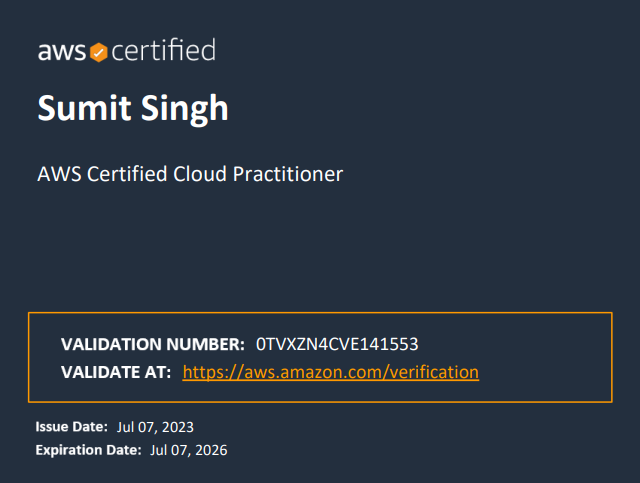 aws certified
Sumit Singh
AWS Certified Cloud Practitioner
VALIDATION NUMBER: 0TVXZN4CVE141553
VALIDATE AT: https://aws.amazon.com/verification
Issue Date: Jul 07, 2023
Expiration Date: Jul 07, 2026